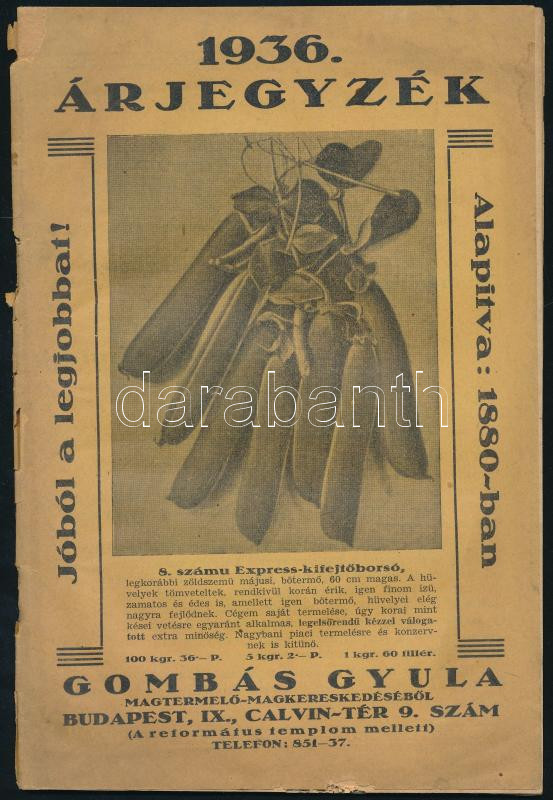 1936.
ÁRJEGYZÉK
Jóból a legjobbat!
Alapitva: 1880-ban
darabanth
8. számu Express-kifejtőborsó,
legkorábbi zöldszemü májusi, bőtermő, 60 cm magas. A hü-
velyek tömveteltek, rendkivül korán érik, igen finom izü,
zamatos és édes is, amellett igen bőtermő, hüvelyei elég
nagyra fejlődnek. Cégem saját termelése, úgy korai mint
kései vetésre egyaránt alkalmas, legelsőrendü kézzel váloga-
tott extra minőség. Nagybani piaci termelésre és konzerv-
nek is kitünő.
100 kgr. 36·— P. 5 kgr. 2·— P. 1 kgr. 60 fillér.
GOMBÁS GYULA
MAGTERMELŐ-MAGKERESKEDÉSÉBŐL
BUDAPEST, IX., CALVIN-TÉR 9. SZÁM
(A református templom mellett)
TELEFON: 851—37.